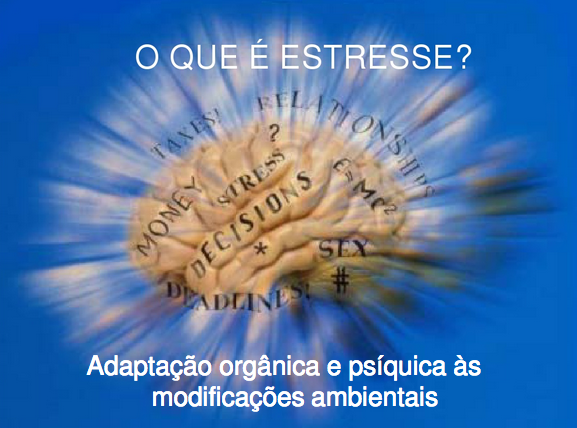 O QUE É ESTRESSE?
TAXES!
RELATIONSHIPS
?
MONEY
STRESS
E=MC²
DECISIONS
*
SEX
#
DEADLINES!
Adaptação orgânica e psíquica às
modificações ambientais